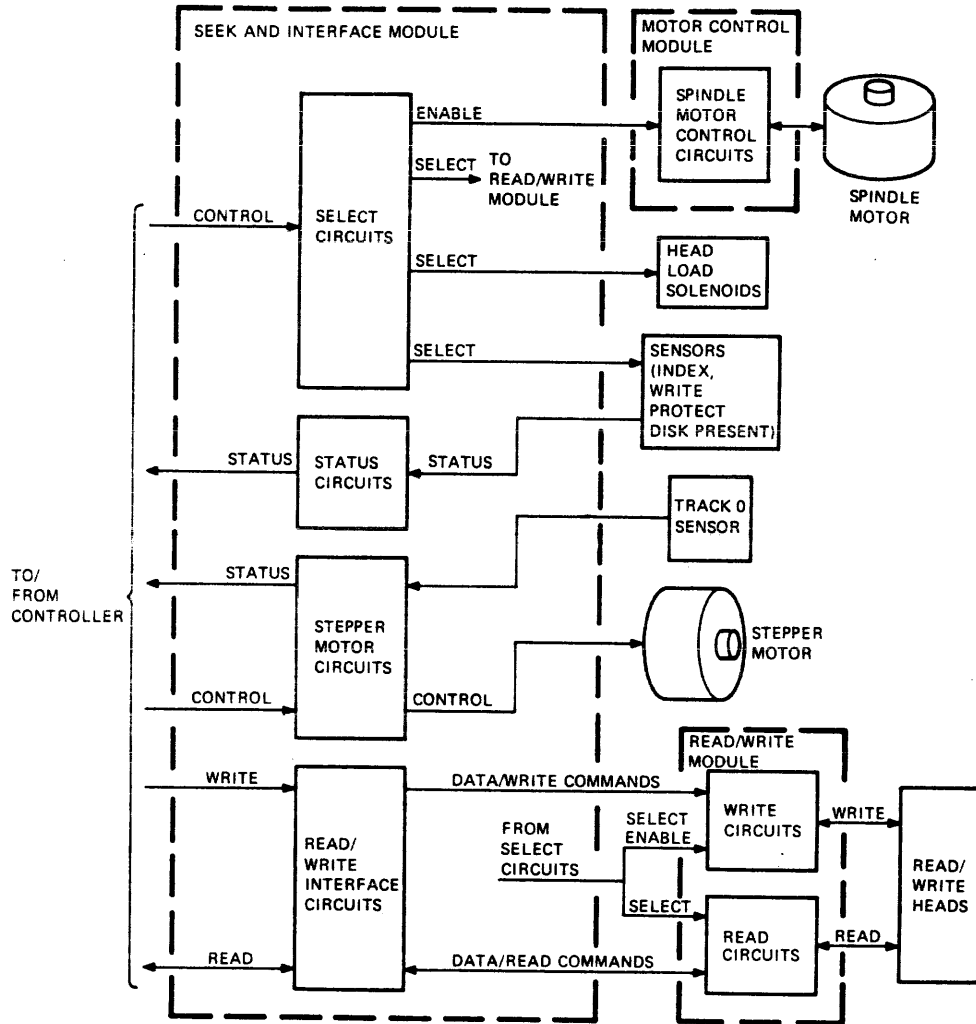 SEEK AND INTERFACE MODULE
MOTOR CONTROL
MODULE
ENABLE
SPINDLE
MOTOR
CONTROL
CIRCUITS
SPINDLE
MOTOR
SELECT
TO
READ/WRITE
MODULE
CONTROL
SELECT
CIRCUITS
SELECT
HEAD
LOAD
SOLENOIDS
SELECT
SENSORS
(INDEX,
WRITE
PROTECT
DISK PRESENT)
STATUS
STATUS
CIRCUITS
STATUS
TRACK 0
SENSOR
TO/
FROM
CONTROLLER
STATUS
STEPPER
MOTOR
CIRCUITS
STEPPER
MOTOR
CONTROL
CONTROL
READ/WRITE
MODULE
WRITE
READ/
WRITE
INTERFACE
CIRCUITS
DATA/WRITE COMMANDS
WRITE
CIRCUITS
WRITE
FROM
SELECT
CIRCUITS
SELECT
ENABLE
SELECT
READ/
WRITE
HEADS
READ
DATA/READ COMMANDS
READ
CIRCUITS
READ